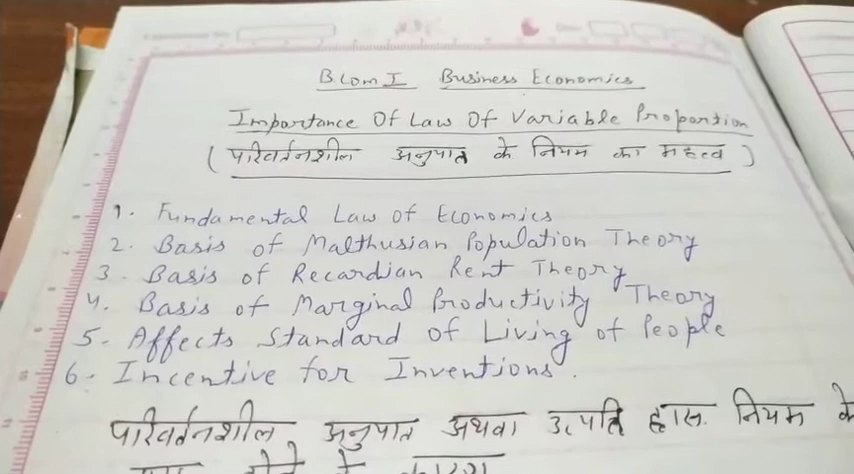 B.Com I Business Economics
Importance Of Law Of Variable Proportion
(परिवर्तनशील अनुपात के नियम का महत्व)
1. Fundamental Law of Economics
2. Basis of Malthusian Population Theory
3. Basis of Recardian Rent Theory
4. Basis of Marginal Productivity Theory
5. Affects Standard of Living of People
6. Incentive for Inventions.
परिवर्तनशील अनुपात अथवा उत्पत्ति ह्रास नियम के